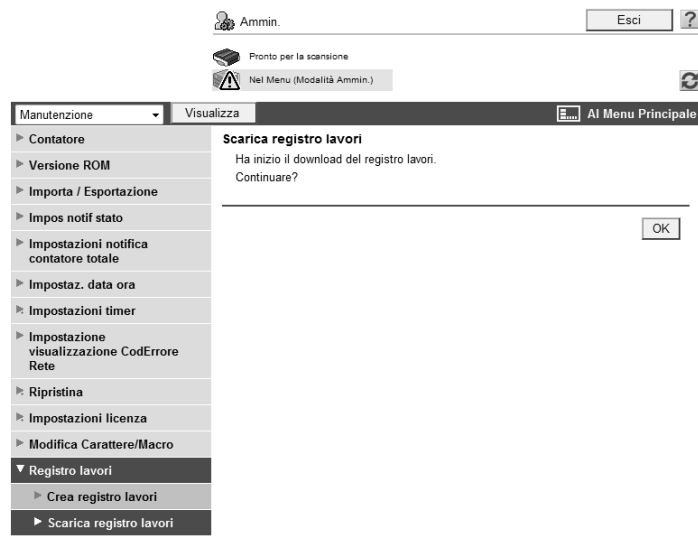 Ammin.
Esci
?
Pronto per la scansione
Nel Menu (Modalità Ammin.)
Manutenzione
Visualizza
Al Menu Principale
Contatore
Versione ROM
Importa / Esportazione
Impos notif stato
Impostazioni notifica
contatore totale
Impostaz. data ora
Impostazioni timer
Impostazione
visualizzazione CodErrore
Rete
Ripristina
Impostazioni licenza
Modifica Carattere/Macro
Registro lavori
Crea registro lavori
Scarica registro lavori
Scarica registro lavori
Ha inizio il download del registro lavori.
Continuare?
OK